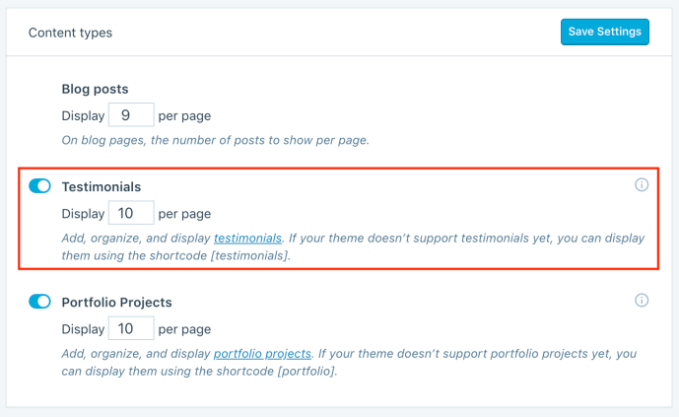 Content types
Save Settings
Blog posts
Display 9 per page
On blog pages, the number of posts to show per page.
Testimonials
Display 10 per page
Add, organize, and display testimonials. If your theme doesn’t support testimonials yet, you can display
them using the shortcode [testimonials].
Portfolio Projects
Display 10 per page
Add, organize, and display portfolio projects. If your theme doesn’t support portfolio projects yet, you
can display them using the shortcode [portfolio].